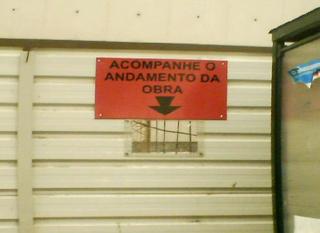 ACOMPANHE O
ANDAMENTO DA
OBRA